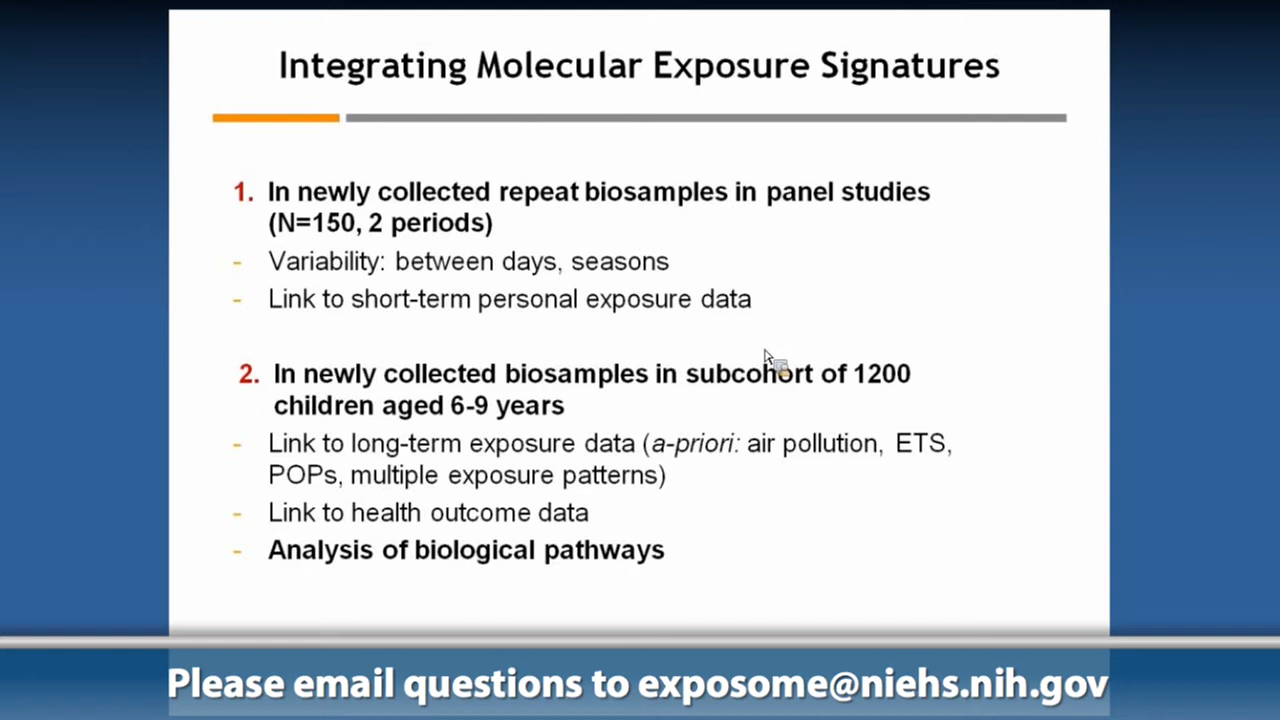 Integrating Molecular Exposure Signatures
1. In newly collected repeat biosamples in panel studies
(N=150, 2 periods)
- Variability: between days, seasons
- Link to short-term personal exposure data
2. In newly collected biosamples in subcohort of 1200
children aged 6-9 years
- Link to long-term exposure data (a-priori: air pollution, ETS,
POPs, multiple exposure patterns)
- Link to health outcome data
- Analysis of biological pathways
Please email questions to exposome@niehs.nih.gov